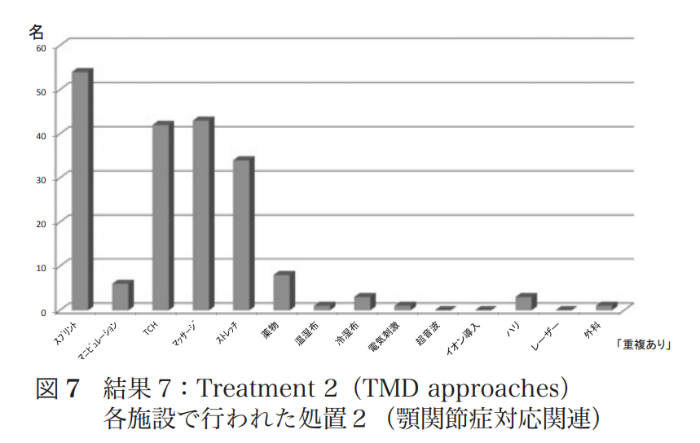 名
60
50
40
30
20
10
0
スプリント
マニピュレーション
TCH
マッサージ
ストレッチ
薬物
温湿布
冷湿布
電気刺激
超音波
イオン導入
ハリ
レーザー
外科
「重複あり」
図7 結果7：Treatment 2（TMD approaches）
各施設で行われた処置2（顎関節症対応関連）